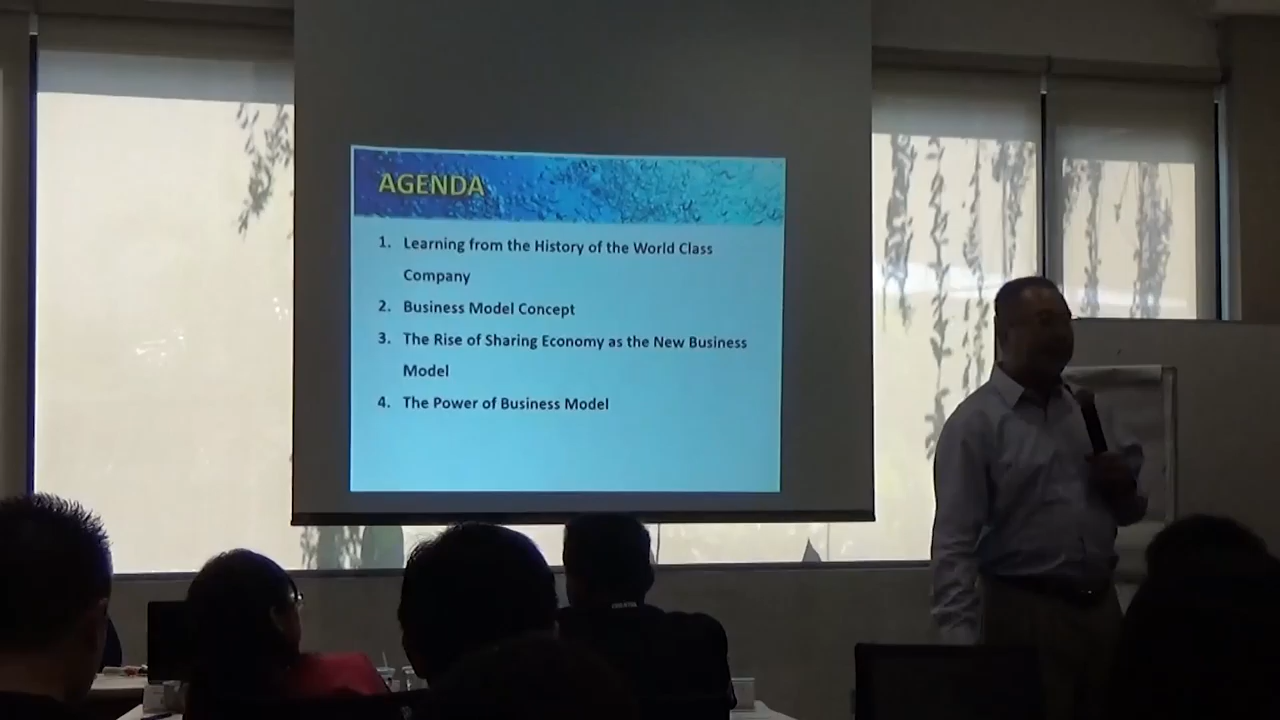 AGENDA
1. Learning from the History of the World Class
Company
2. Business Model Concept
3. The Rise of Sharing Economy as the New Business
Model
4. The Power of Business Model